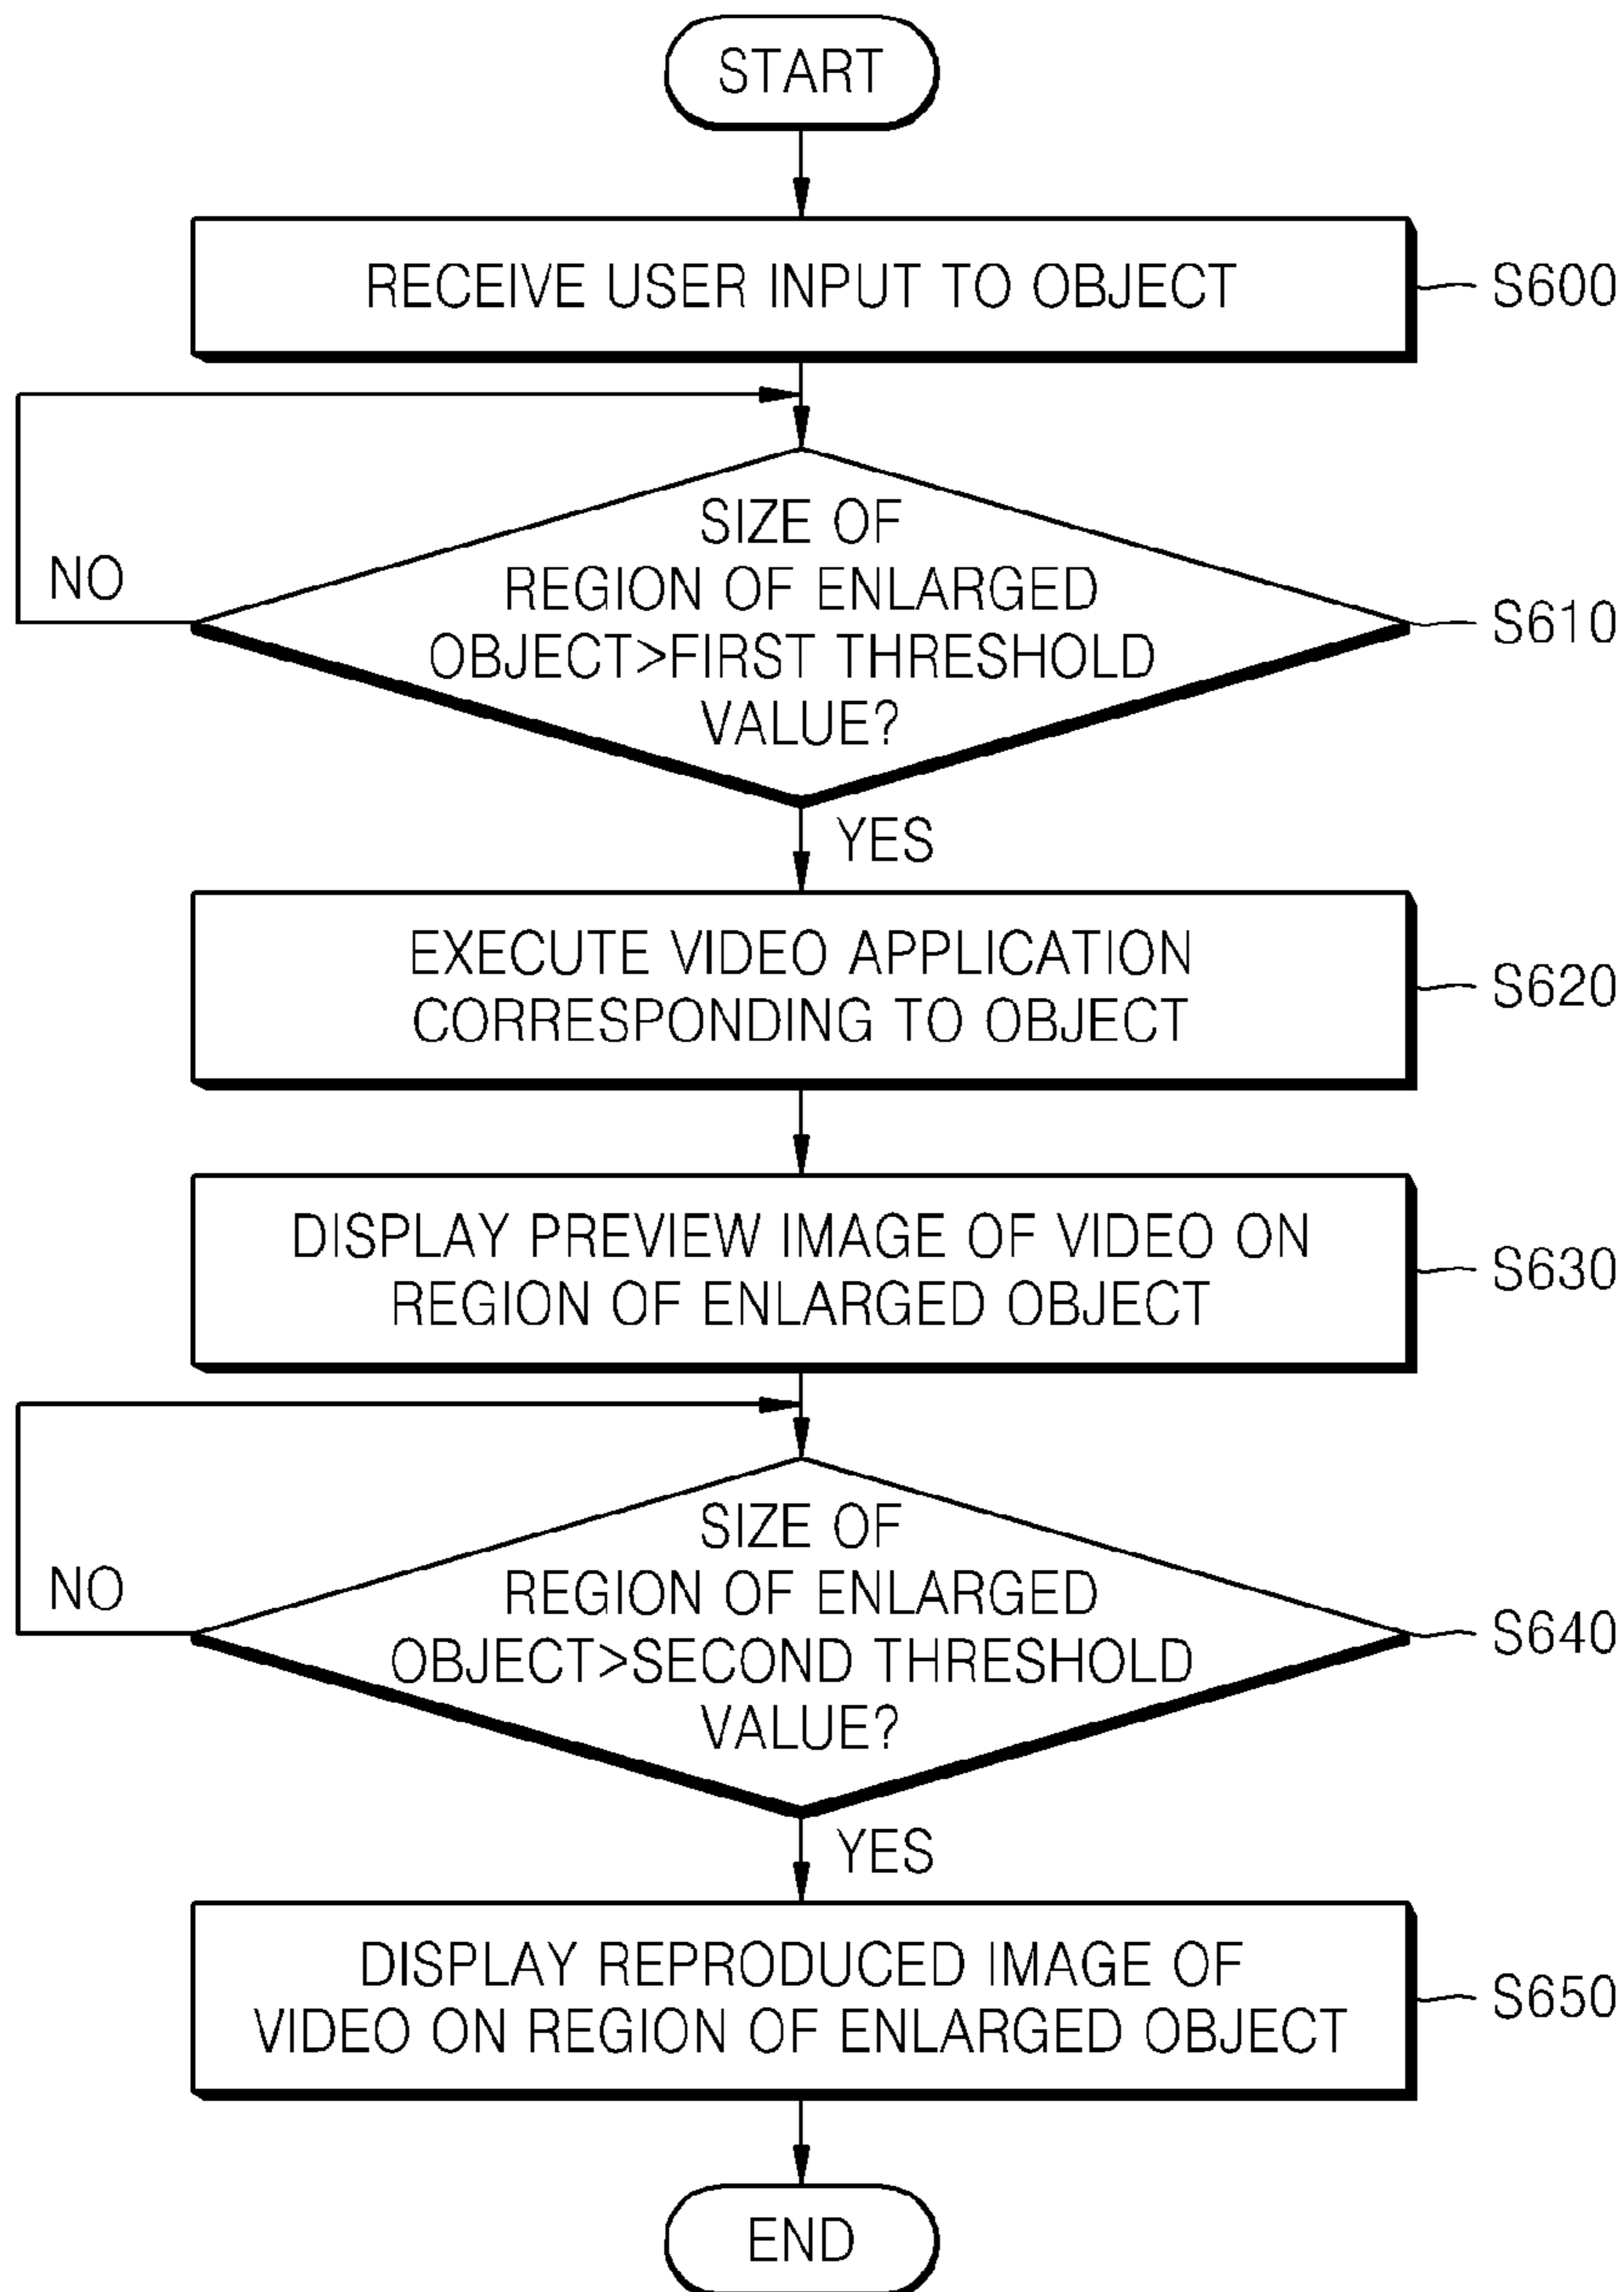 START
RECEIVE USER INPUT TO OBJECT
S600
SIZE OF
REGION OF ENLARGED
OBJECT>FIRST THRESHOLD
VALUE?
S610
NO
YES
EXECUTE VIDEO APPLICATION
CORRESPONDING TO OBJECT
S620
DISPLAY PREVIEW IMAGE OF VIDEO ON
REGION OF ENLARGED OBJECT
S630
SIZE OF
REGION OF ENLARGED
OBJECT>SECOND THRESHOLD
VALUE?
S640
NO
YES
DISPLAY REPRODUCED IMAGE OF
VIDEO ON REGION OF ENLARGED OBJECT
S650
END